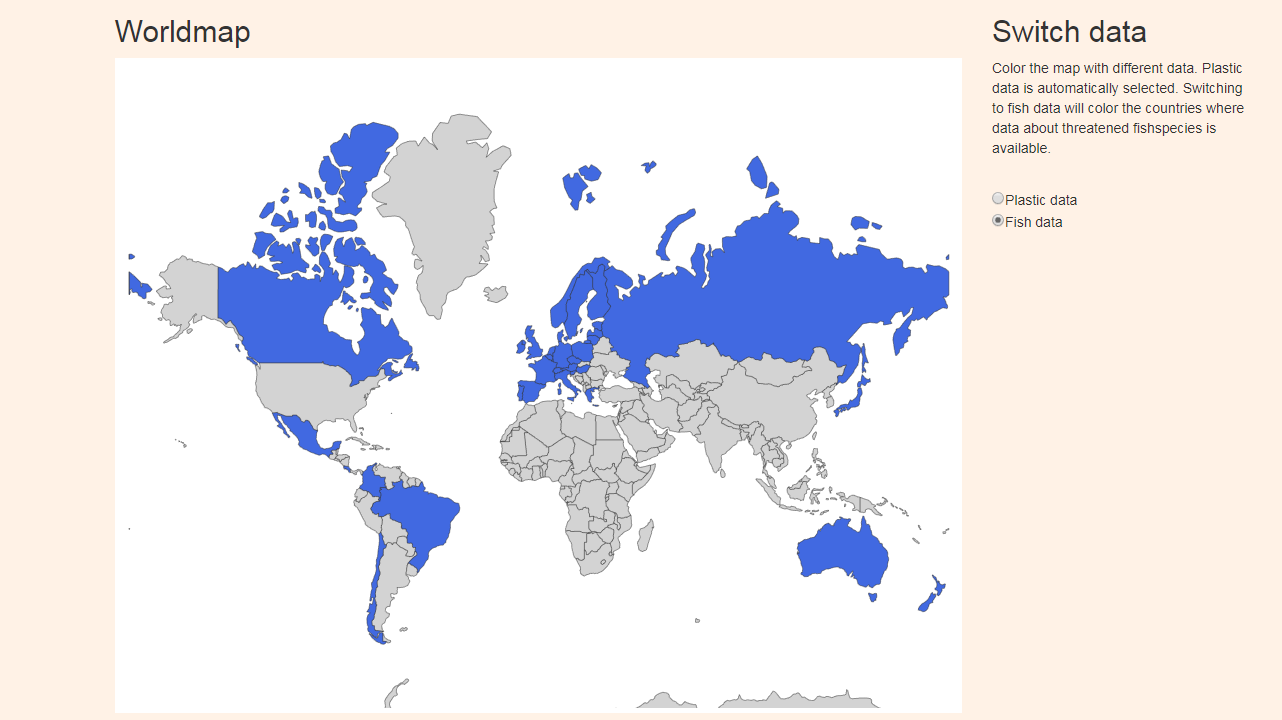 Worldmap
Switch data
Color the map with different data. Plastic
data is automatically selected. Switching
to fish data will color the countries where
data about threatened fishspecies is
available.
Plastic data
Fish data